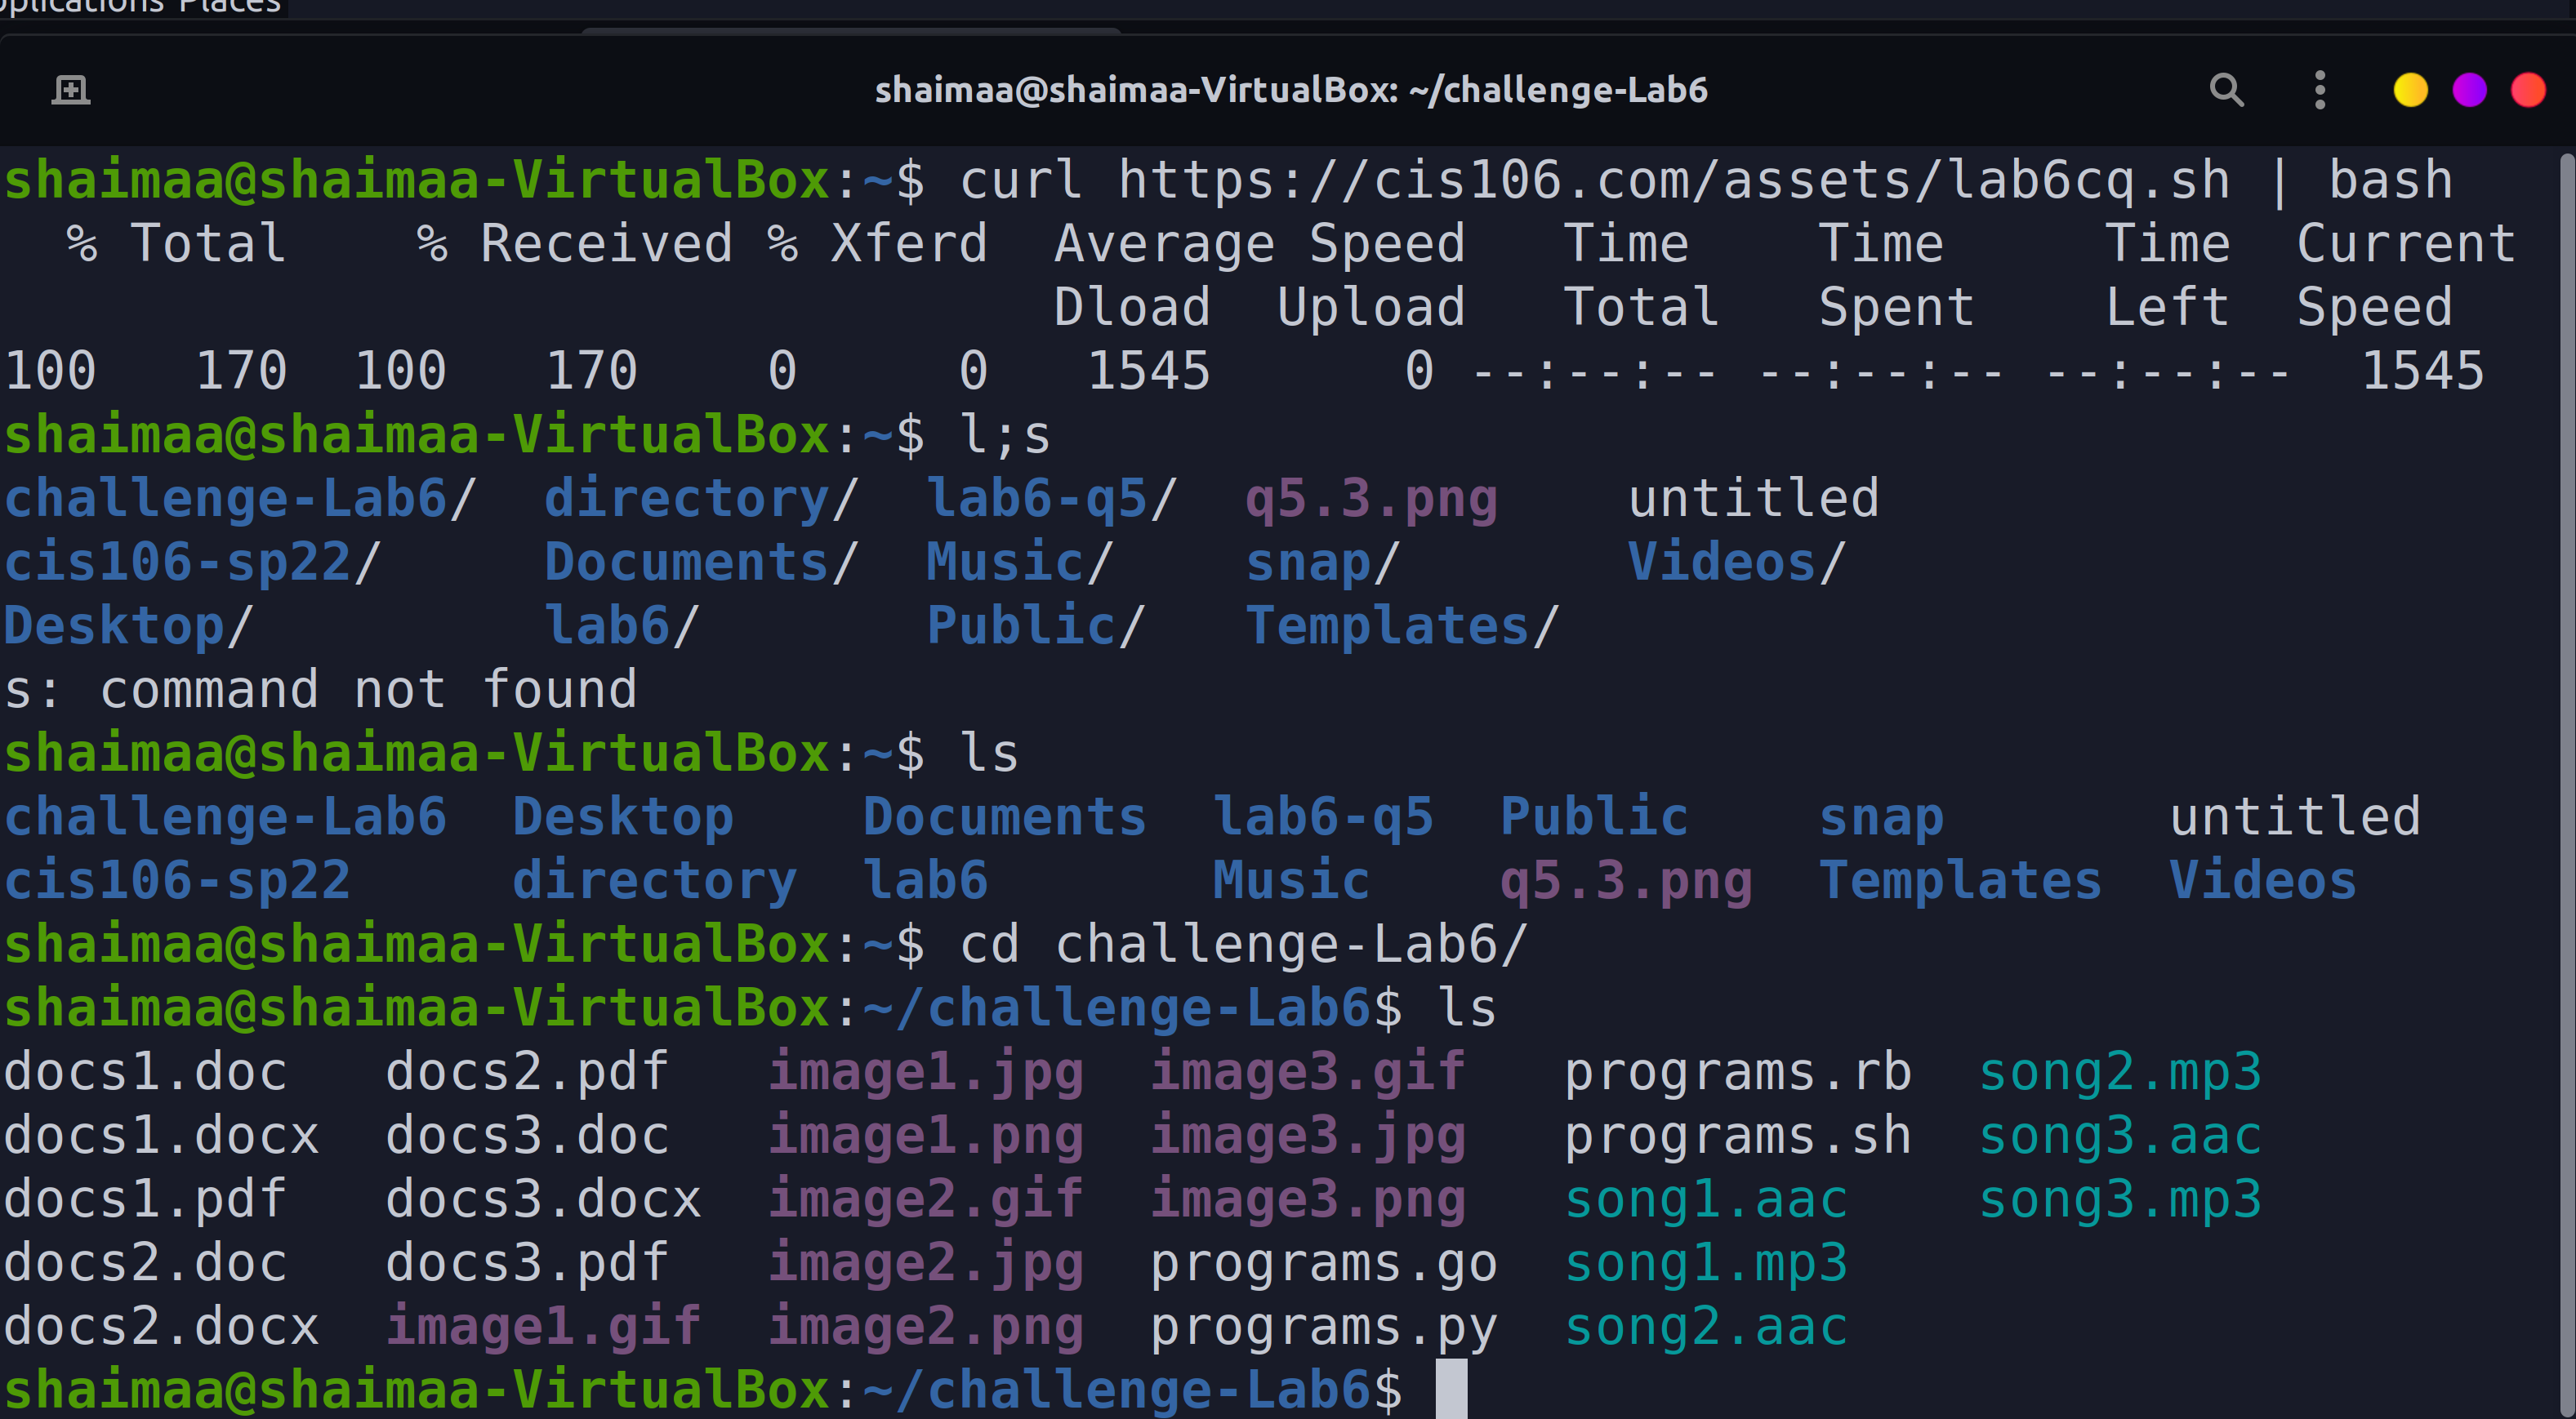 Applications Places
shaimaa@shaimaa-VirtualBox: ~/challenge-Lab6
shaimaa@shaimaa-VirtualBox:~$ curl https://cis106.com/assets/lab6cq.sh | bash
  % Total    % Received % Xferd  Average Speed   Time    Time     Time  Current
                                 Dload  Upload   Total   Spent    Left  Speed
100   170  100   170    0     0   1545      0 --:--:-- --:--:-- --:--:--  1545
shaimaa@shaimaa-VirtualBox:~$ l;s
challenge-Lab6/  directory/  lab6-q5/  q5.3.png    untitled
cis106-sp22/     Documents/  Music/    snap/       Videos/
Desktop/         lab6/       Public/   Templates/
s: command not found
shaimaa@shaimaa-VirtualBox:~$ ls
challenge-Lab6  Desktop    Documents  lab6-q5  Public    snap       untitled
cis106-sp22     directory  lab6       Music    q5.3.png  Templates  Videos
shaimaa@shaimaa-VirtualBox:~$ cd challenge-Lab6/
shaimaa@shaimaa-VirtualBox:~/challenge-Lab6$ ls
docs1.doc   docs2.pdf   image1.jpg  image3.gif   programs.rb  song2.mp3
docs1.docx  docs3.doc   image1.png  image3.jpg   programs.sh  song3.aac
docs1.pdf   docs3.docx  image2.gif  image3.png   song1.aac    song3.mp3
docs2.doc   docs3.pdf   image2.jpg  programs.go  song1.mp3
docs2.docx  image1.gif  image2.png  programs.py  song2.aac
shaimaa@shaimaa-VirtualBox:~/challenge-Lab6$